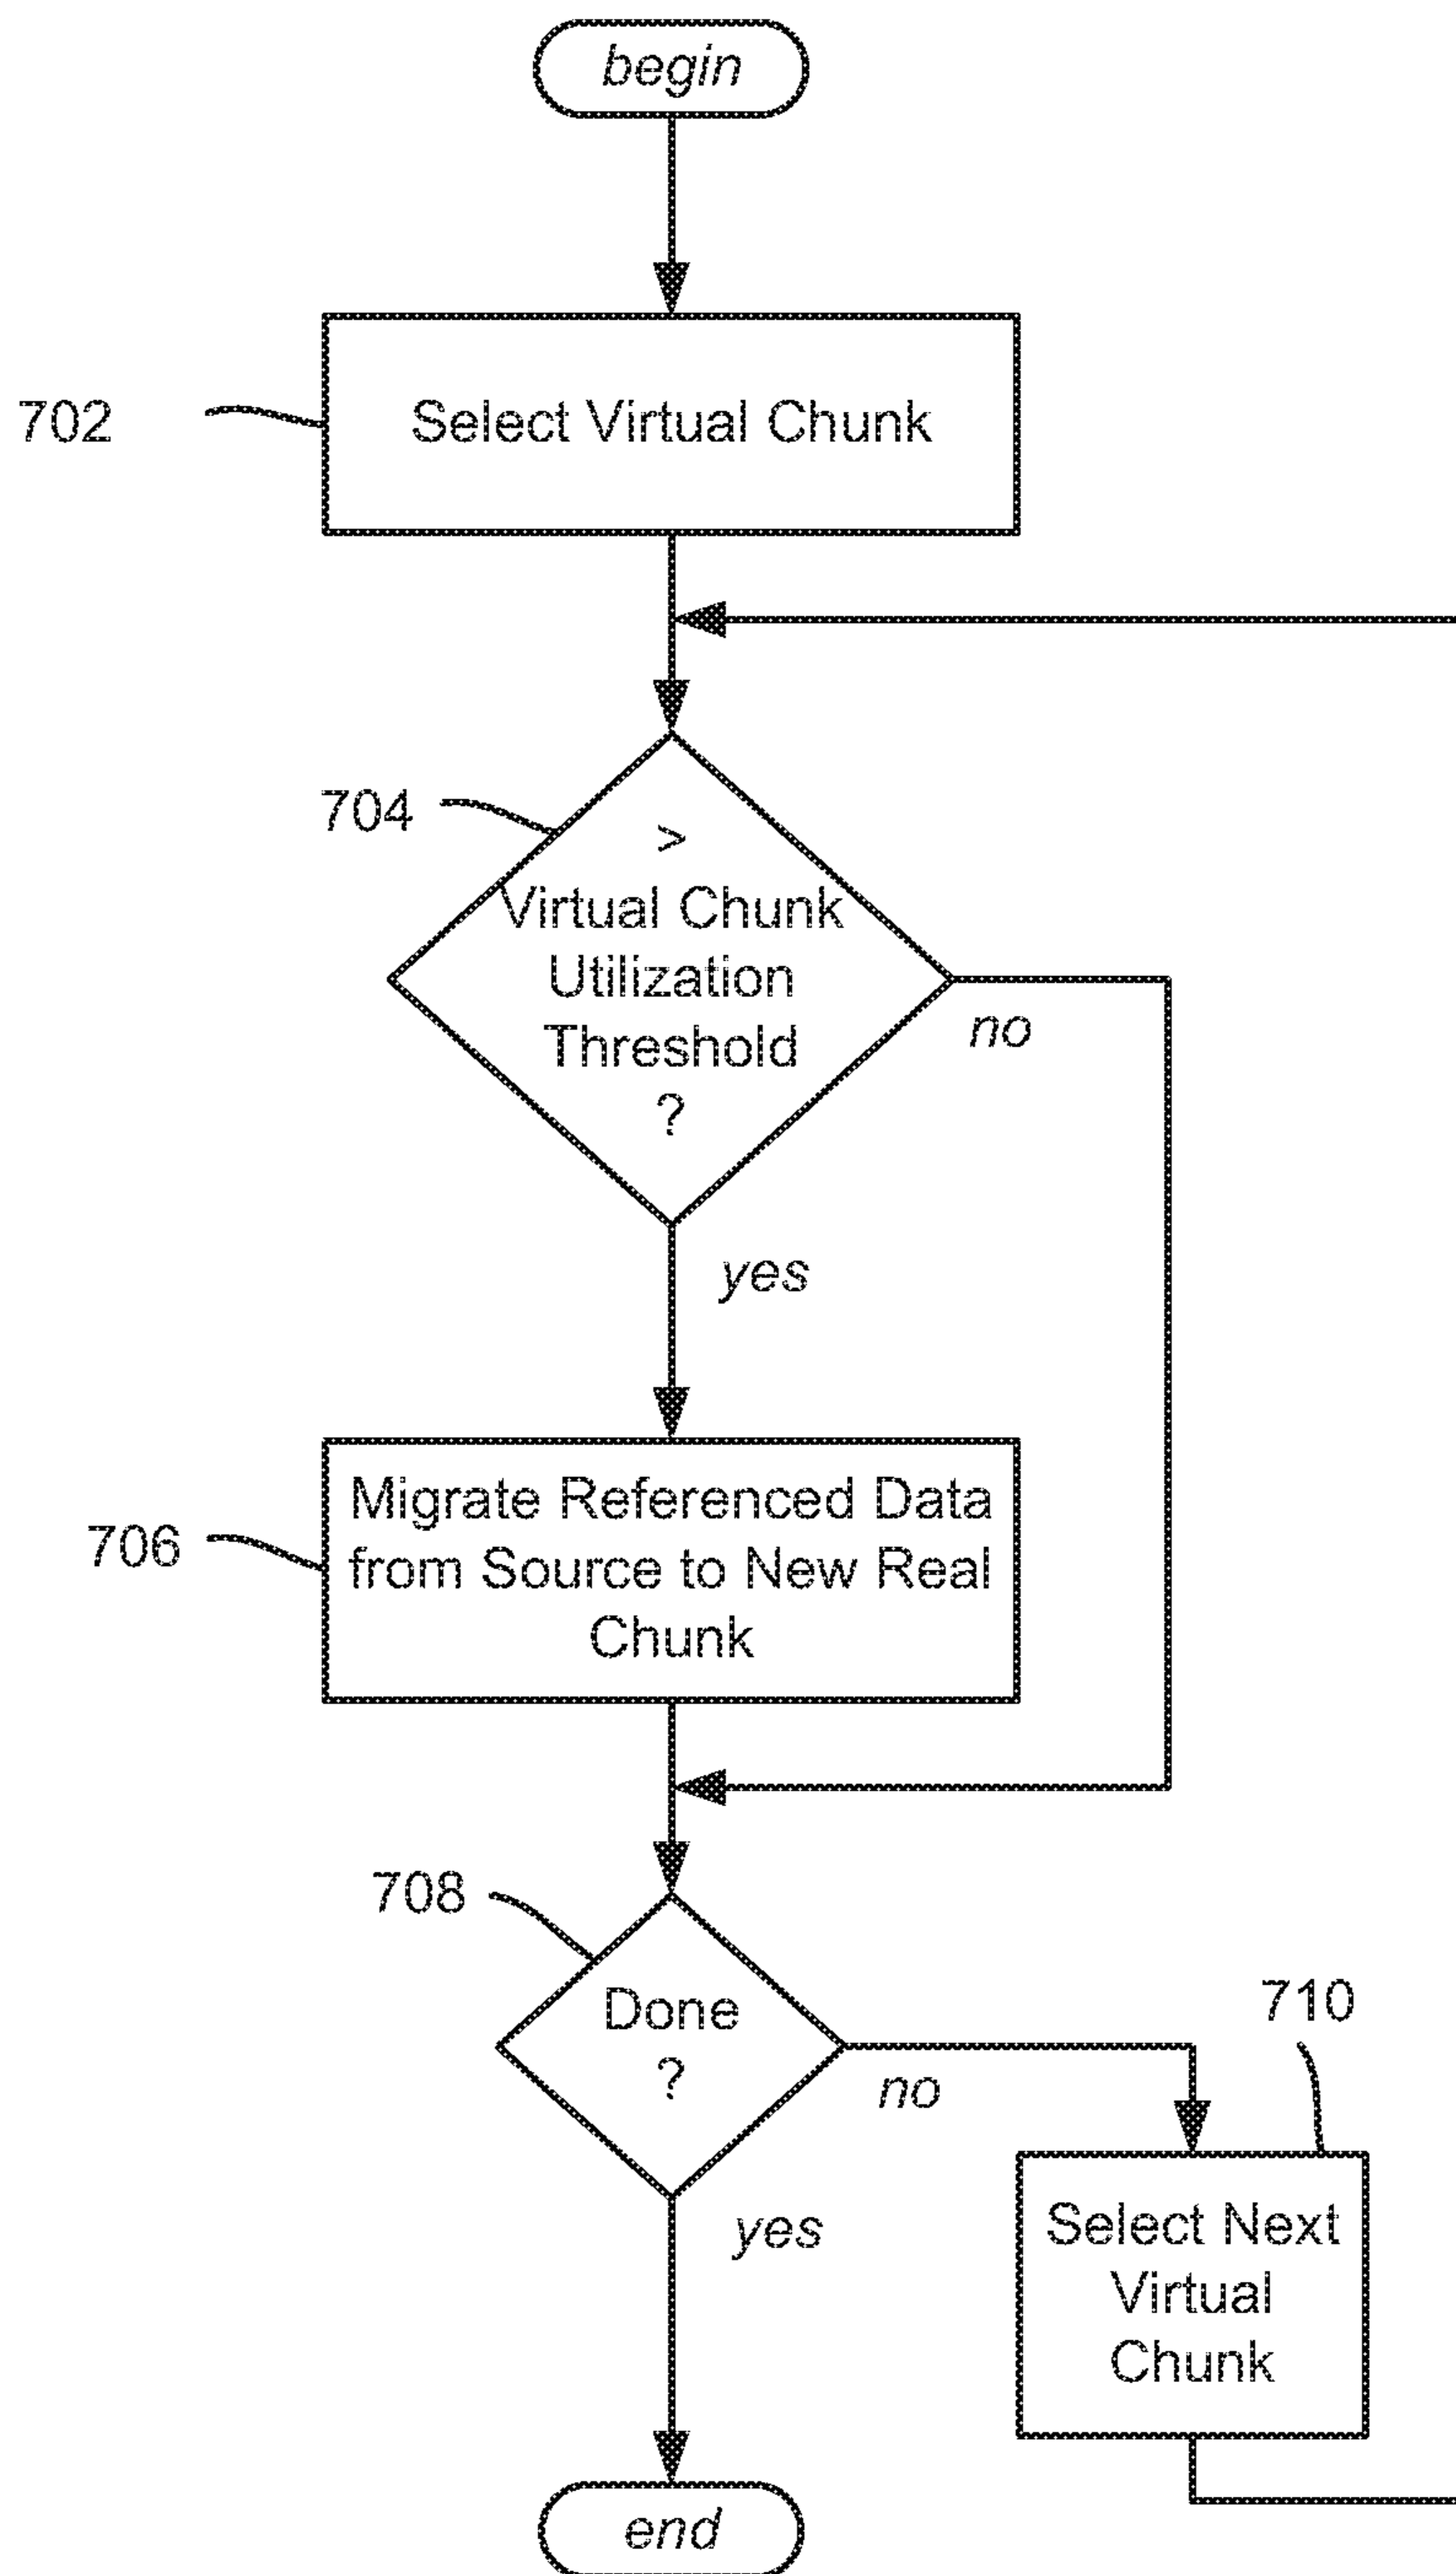 begin
702
Select Virtual Chunk
704
>
Virtual Chunk
Utilization
Threshold
?
no
yes
706
Migrate Referenced Data
from Source to New Real
Chunk
708
Done
?
no
yes
710
Select Next
Virtual
Chunk
end